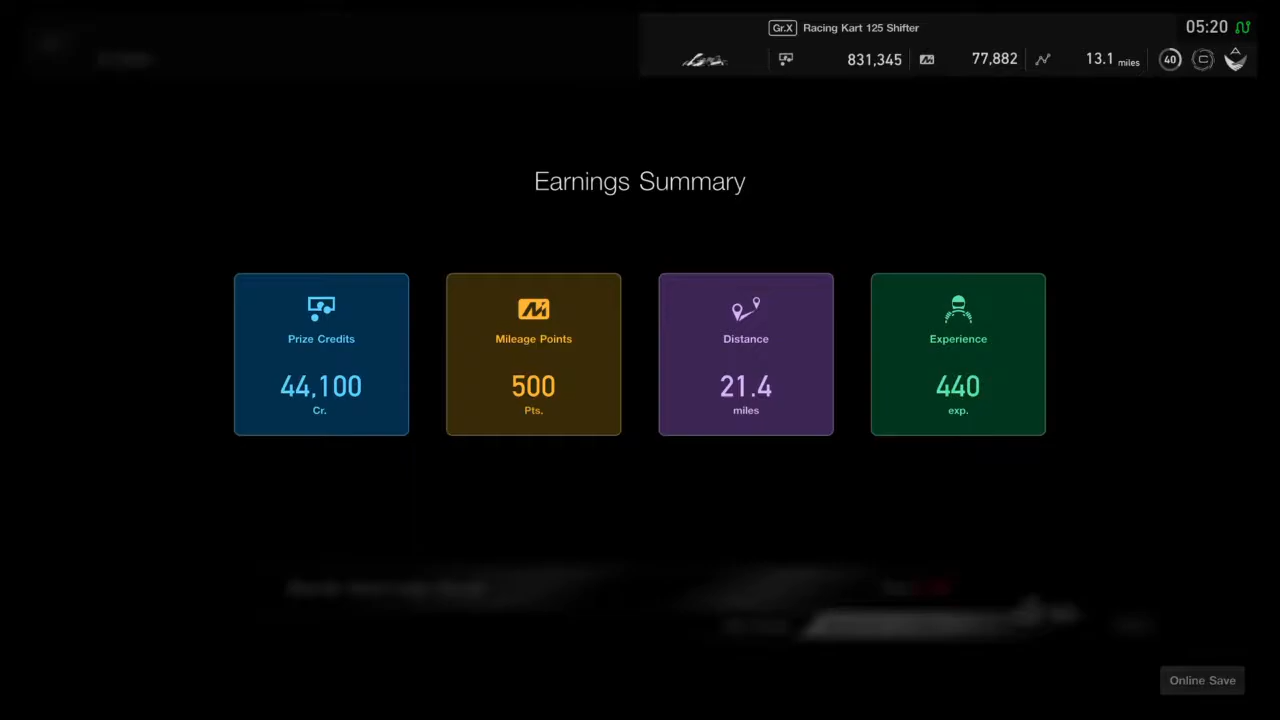 Gr.X Racing Kart 125 Shifter
05:20
831,345 77,882 13.1 miles 40 C
Earnings Summary
Prize Credits
44,100
Cr.
Mileage Points
500
Pts.
Distance
21.4
miles
Experience
440
exp.
Online Save